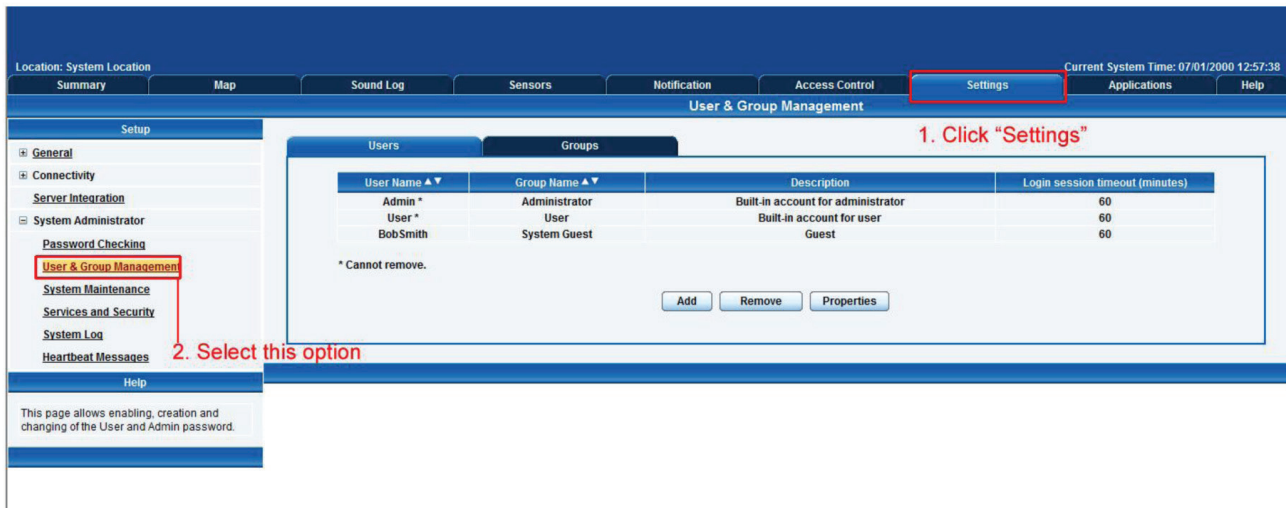 Location: System Location
Current System Time: 07/01/2000 12:57:38
Summary Map Sound Log Sensors Notification Access Control Settings Applications Help
User & Group Management
Setup
General
Connectivity
Server Integration
System Administrator
Password Checking
User & Group Management
System Maintenance
Services and Security
System Log
Heartbeat Messages
Help
This page allows enabling, creation and
changing of the User and Admin password.
1. Click “Settings”
Users Groups
User Name ▲▼ Group Name ▲▼ Description Login session timeout (minutes)
Admin * Administrator Built-in account for administrator 60
User * User Built-in account for user 60
BobSmith System Guest Guest 60
* Cannot remove.
Add Remove Properties
2. Select this option